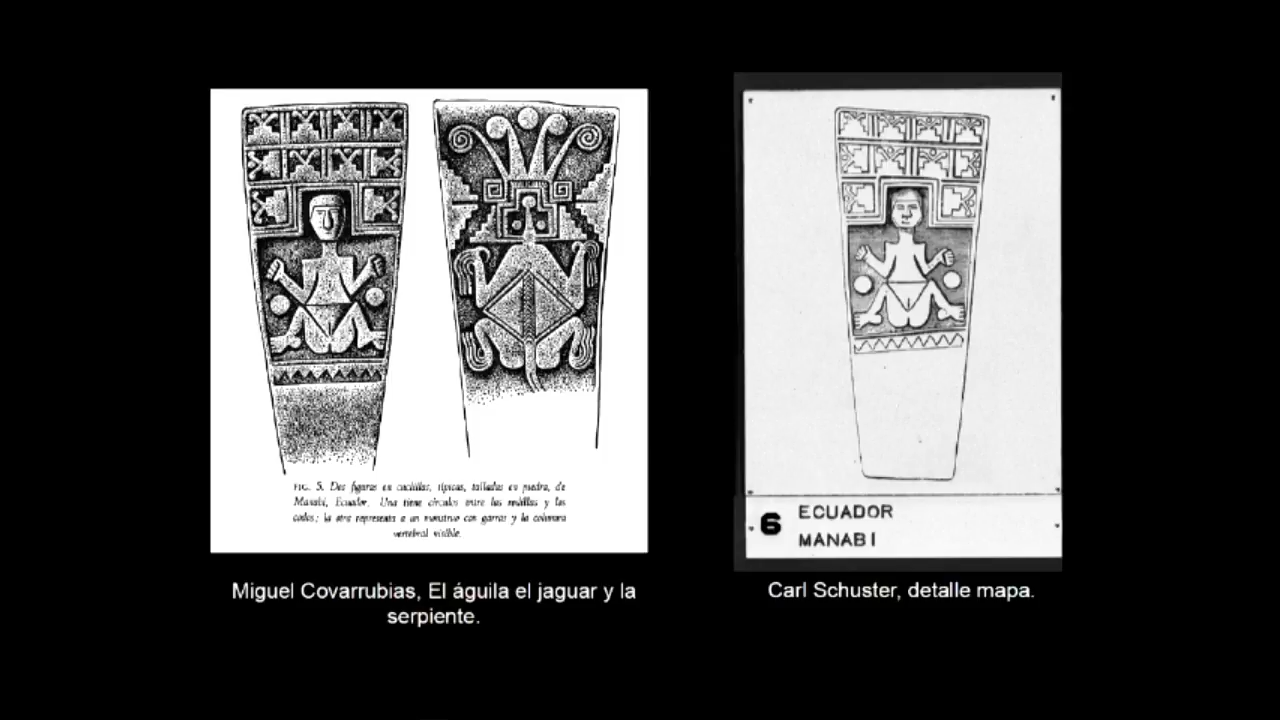 FIG. 5. Dos figuras en cuclillas, típicas, talladas en piedra, de
Manabí, Ecuador. Una tiene círculos entre las rodillas y los
codos; la otra representa a un monstruo con garras y la columna
vertebral visible.
6 ECUADOR
MANABI
Miguel Covarrubias, El águila el jaguar y la
serpiente.
Carl Schuster, detalle mapa.